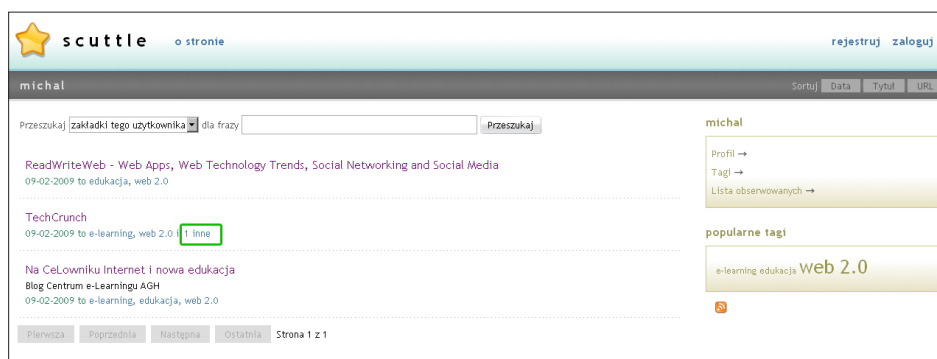 scuttle o stronie rejestruj zaloguj
michal Sortuj Data Tytuł URL
Przeszukaj zakładki tego użytkownika dla frazy Przeszukaj
ReadWriteWeb - Web Apps, Web Technology Trends, Social Networking and Social Media
09-02-2009 to edukacja, web 2.0
TechCrunch
09-02-2009 to e-learning, web 2.0 i 1 inne
Na CeLowniku Internet i nowa edukacja
Blog Centrum e-Learningu AGH
09-02-2009 to e-learning, edukacja, web 2.0
Pierwsza Poprzednia Następna Ostatnia Strona 1 z 1
michal
Profil →
Tagi →
Lista obserwowanych →
popularne tagi
e-learning edukacja web 2.0